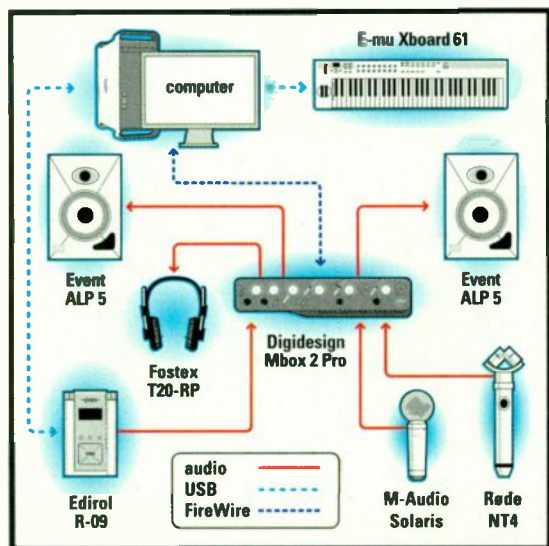 E-mu Xboard 61
computer
Event
ALP 5
Event
ALP 5
Fostex
T20-RP
Digidesign
Mbox 2 Pro
Edirol
R-09
audio
USB
FireWire
M-Audio
Solaris
Røde
NT4